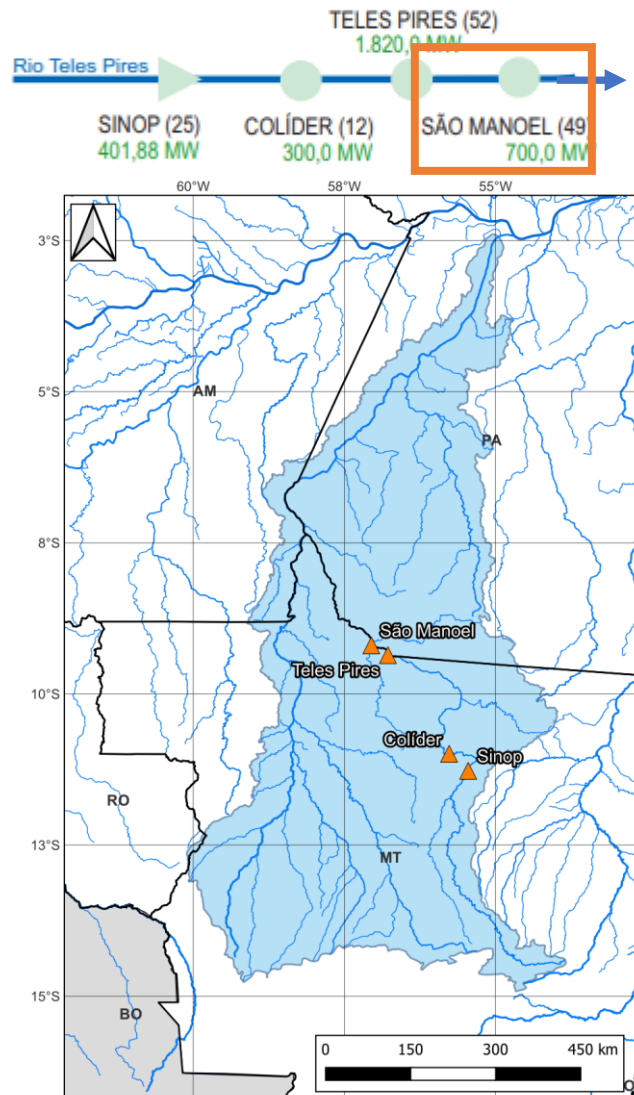 TELES PIRES (52)
1.820,0 MW
Rio Teles Pires
SINOP (25)
401,88 MW
COLÍDER (12)
300,0 MW
SÃO MANOEL (49)
700,0 MW
60°W
58°W
55°W
3°S
5°S
8°S
10°S
13°S
15°S
AM
PA
São Manoel
Teles Pires
Colíder
Sinop
RO
MT
BO
0 150 300 450 km